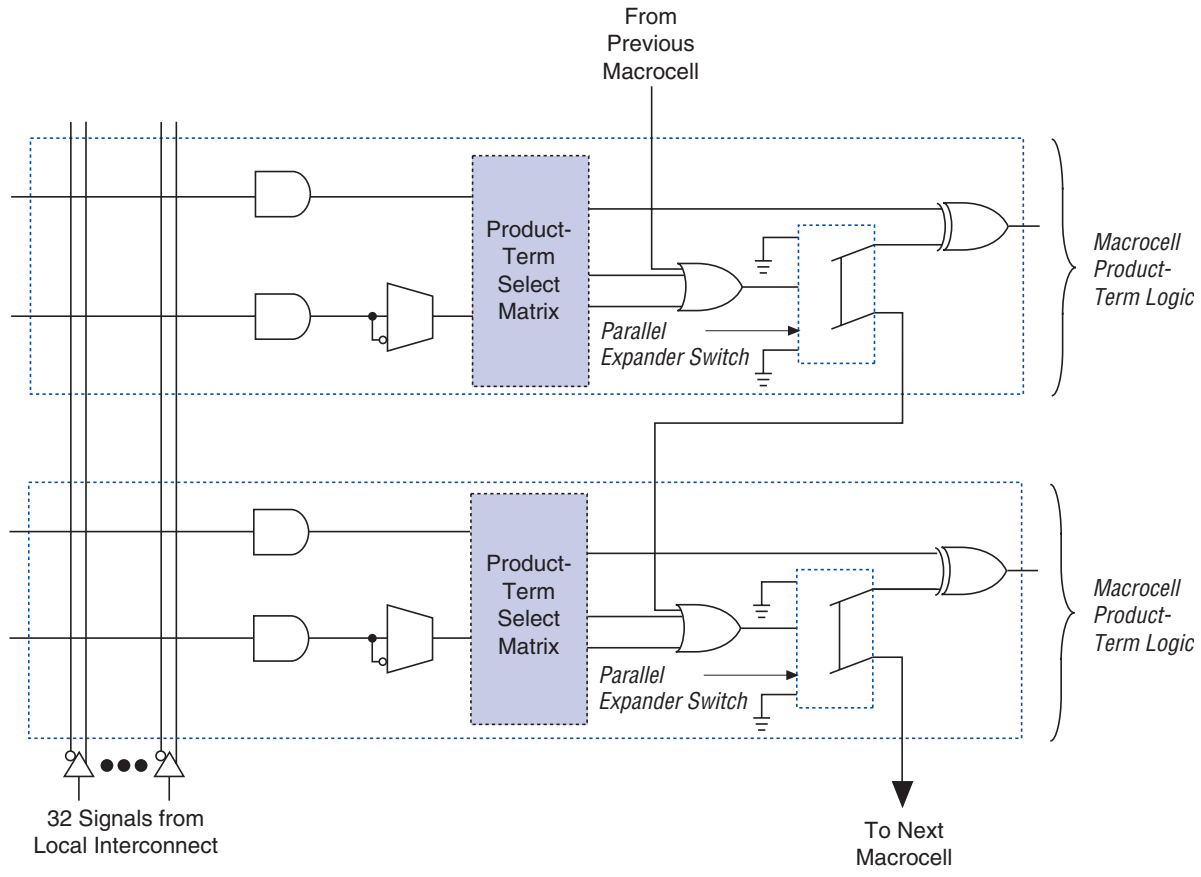 From
Previous
Macrocell
Product-
Term
Select
Matrix
Parallel
Expander Switch
Macrocell
Product-
Term Logic
Product-
Term
Select
Matrix
Parallel
Expander Switch
Macrocell
Product-
Term Logic
32 Signals from
Local Interconnect
To Next
Macrocell